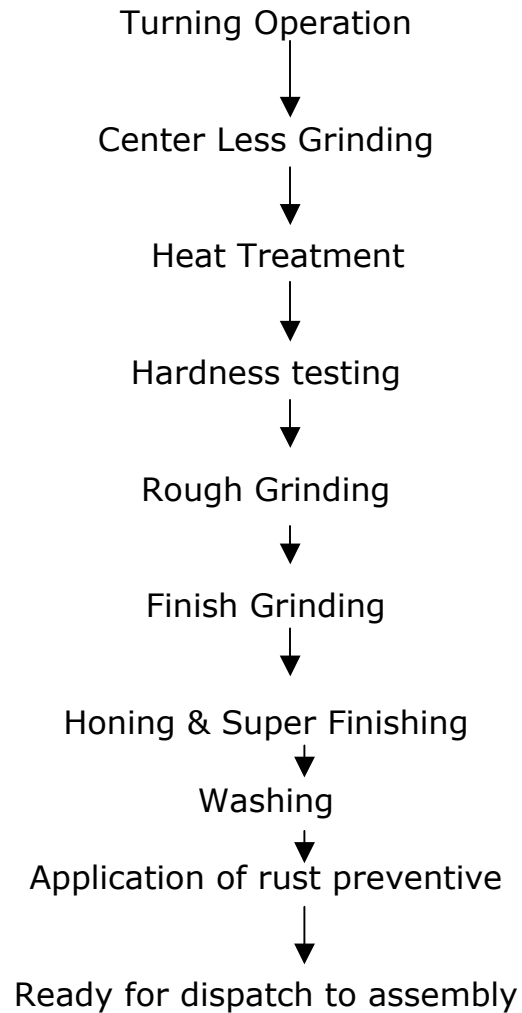 Turning Operation
Center Less Grinding
Heat Treatment
Hardness testing
Rough Grinding
Finish Grinding
Honing & Super Finishing
Washing
Application of rust preventive
Ready for dispatch to assembly